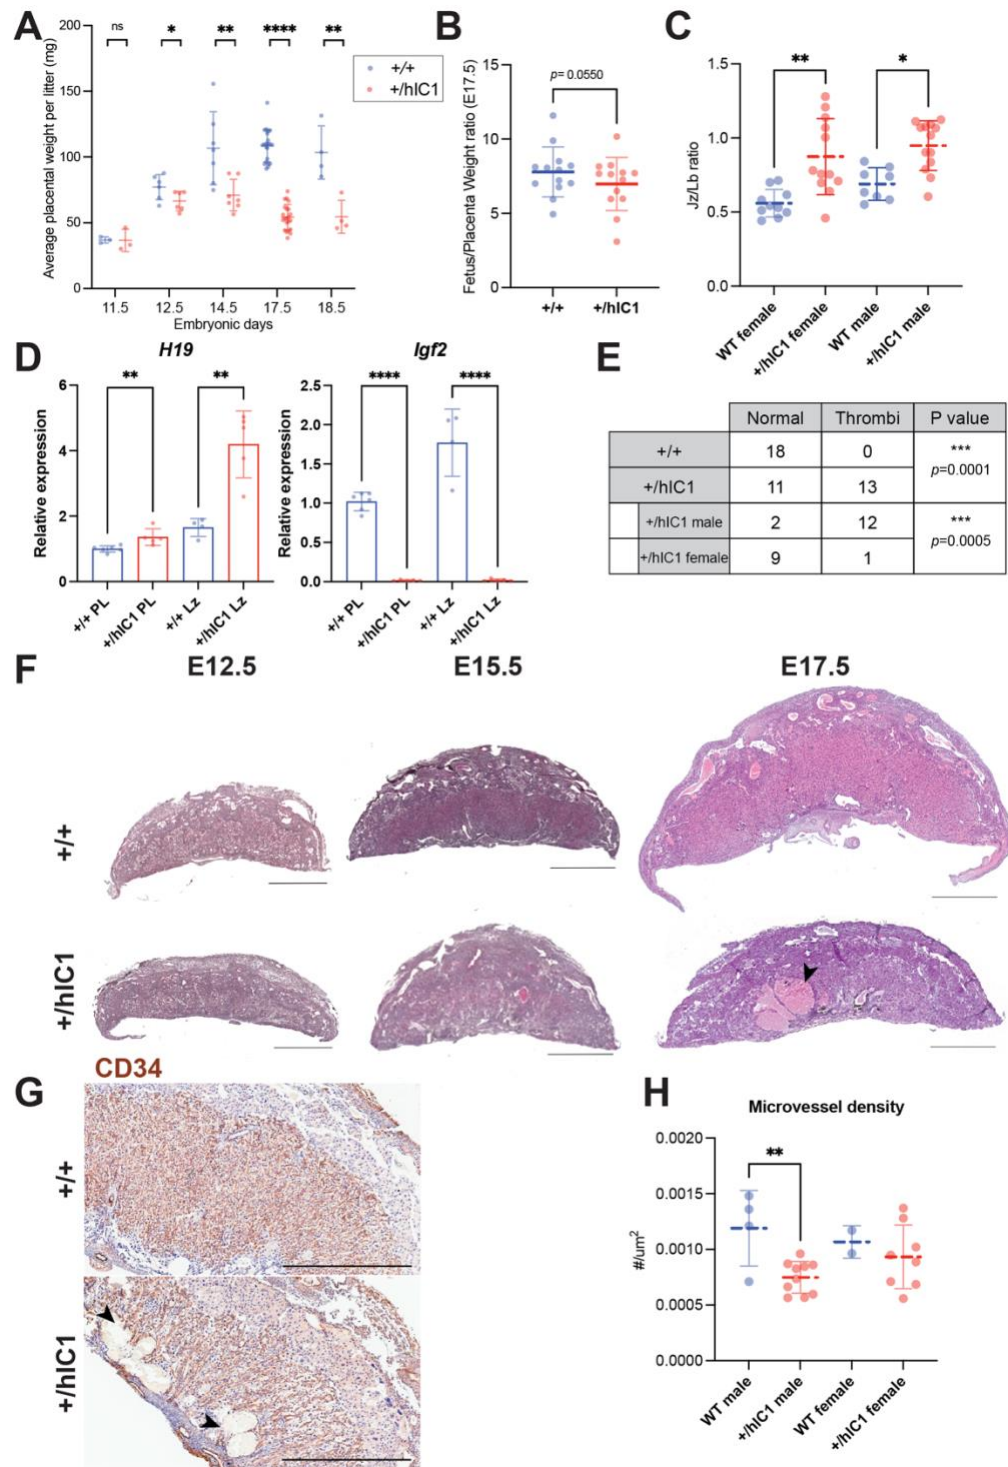 A
Average placental weight per litter (mg)
200
150
100
50
0
ns * ** **** **
+/+
+/hIC1
11.5 12.5 14.5 17.5 18.5
Embryonic days
B
Fetus/Placenta Weight ratio (E17.5)
15
10
5
0
p= 0.0550
+/+ +/hIC1
C
Jz/Lb ratio
1.5
1.0
0.5
0.0
** *
WT female +/hIC1 female WT male +/hIC1 male
D
H19
Relative expression
6
4
2
0
** **
+/+ PL +/hIC1 PL +/+ Lz +/hIC1 Lz
Igf2
Relative expression
2.5
2.0
1.5
1.0
0.5
0.0
**** ****
+/+ PL +/hIC1 PL +/+ Lz +/hIC1 Lz
E
Normal Thrombi P value
+/+ 18 0 ***
p=0.0001
+/hIC1 11 13
+/hIC1 male 2 12 ***
p=0.0005
+/hIC1 female 9 1
F
E12.5 E15.5 E17.5
+/+
+/hIC1
G
CD34
+/+
+/hIC1
H
Microvessel density
#/um²
0.0020
0.0015
0.0010
0.0005
0.0000
**
WT male +/hIC1 male WT female +/hIC1 female